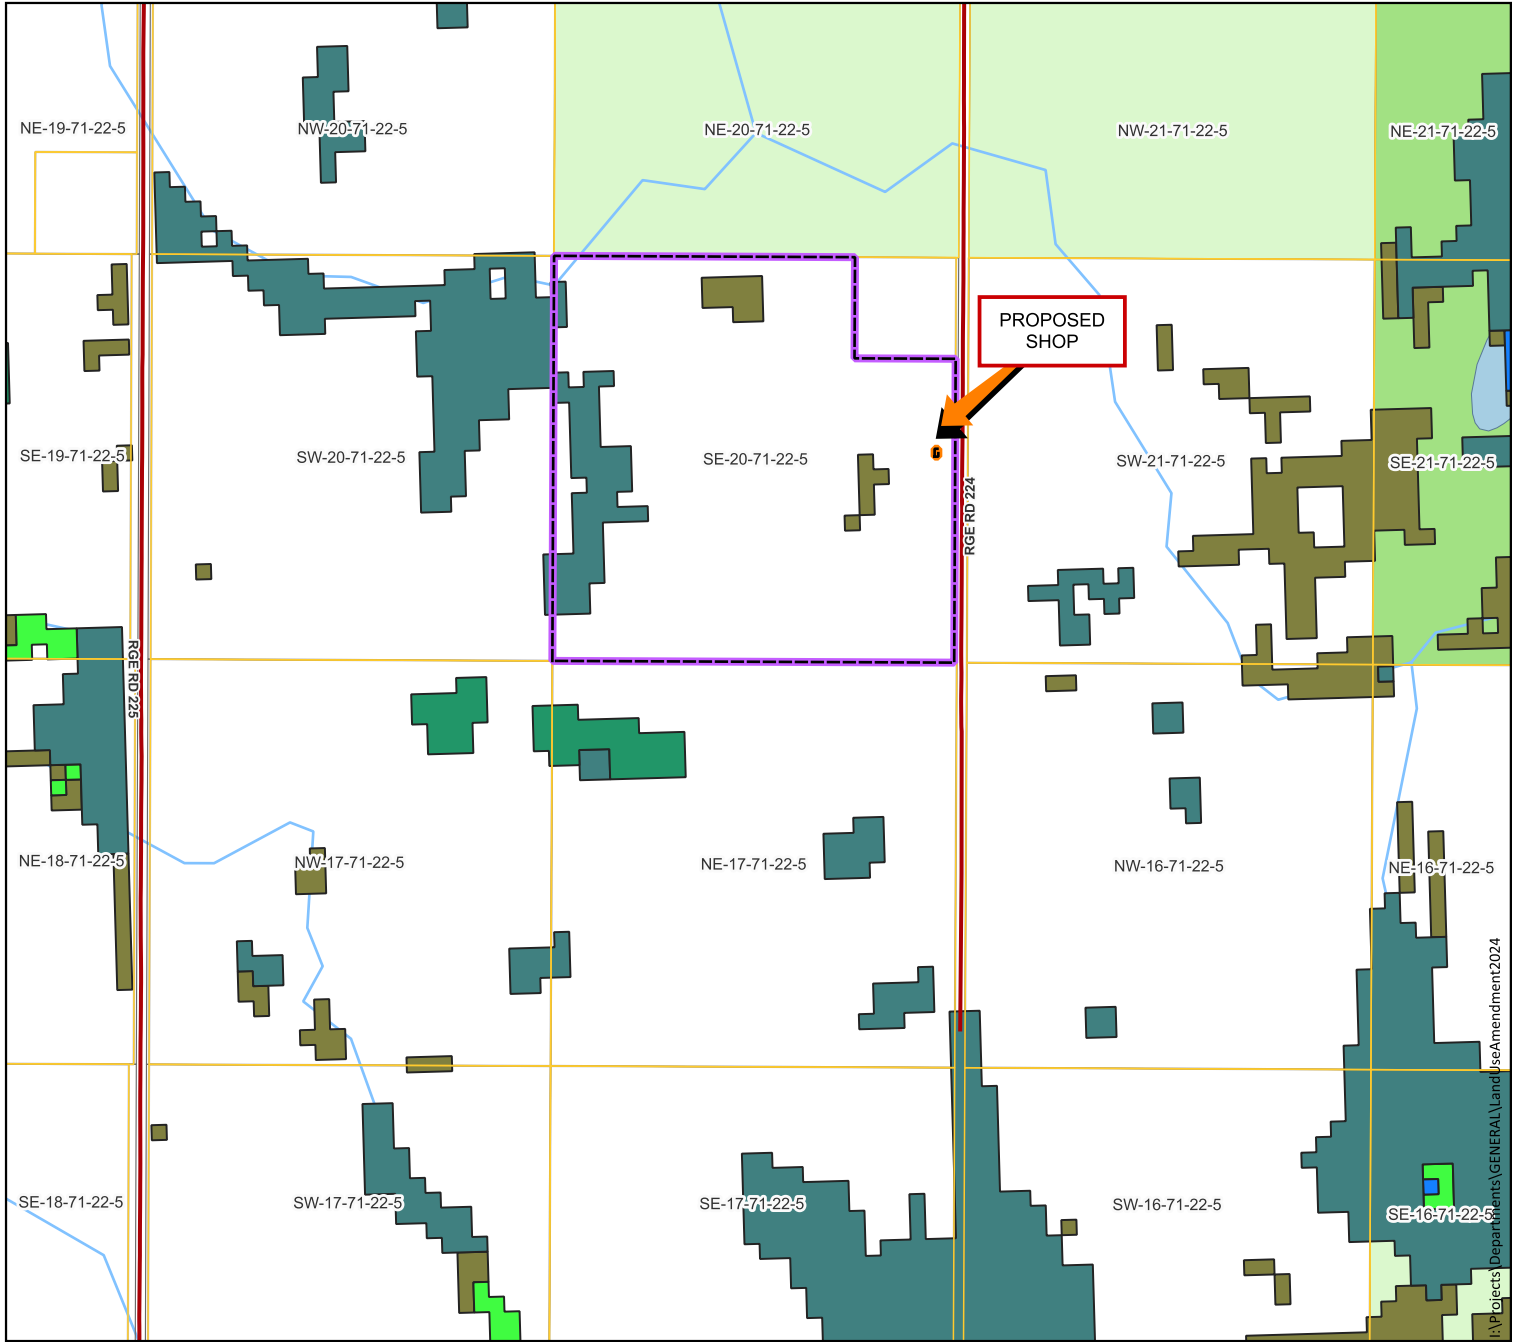 NE-19-71-22-5
NW-20-71-22-5
NE-20-71-22-5
NW-21-71-22-5
NE-21-71-22-5
PROPOSED
SHOP
SE-19-71-22-5
SW-20-71-22-5
SE-20-71-22-5
RGE RD 224
SW-21-71-22-5
SE-21-71-22-5
RGE RD 225
NE-18-71-22-5
NW-17-71-22-5
NE-17-71-22-5
NW-16-71-22-5
NE-16-71-22-5
SE-18-71-22-5
SW-17-71-22-5
SE-17-71-22-5
SW-16-71-22-5
SE-16-71-22-5
I:\Projects\Departments\GENERAL\LandUseAmendment2024